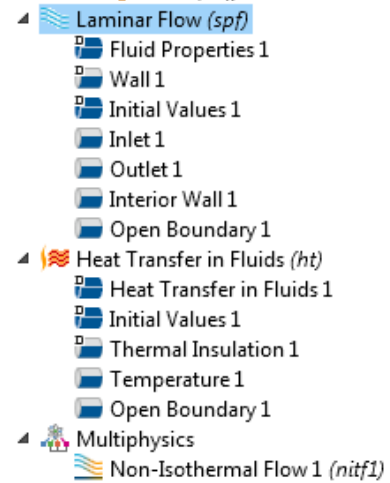 Laminar Flow (spf)
Fluid Properties 1
Wall 1
Initial Values 1
Inlet 1
Outlet 1
Interior Wall 1
Open Boundary 1
Heat Transfer in Fluids (ht)
Heat Transfer in Fluids 1
Initial Values 1
Thermal Insulation 1
Temperature 1
Open Boundary 1
Multiphysics
Non-Isothermal Flow 1 (nitf1)